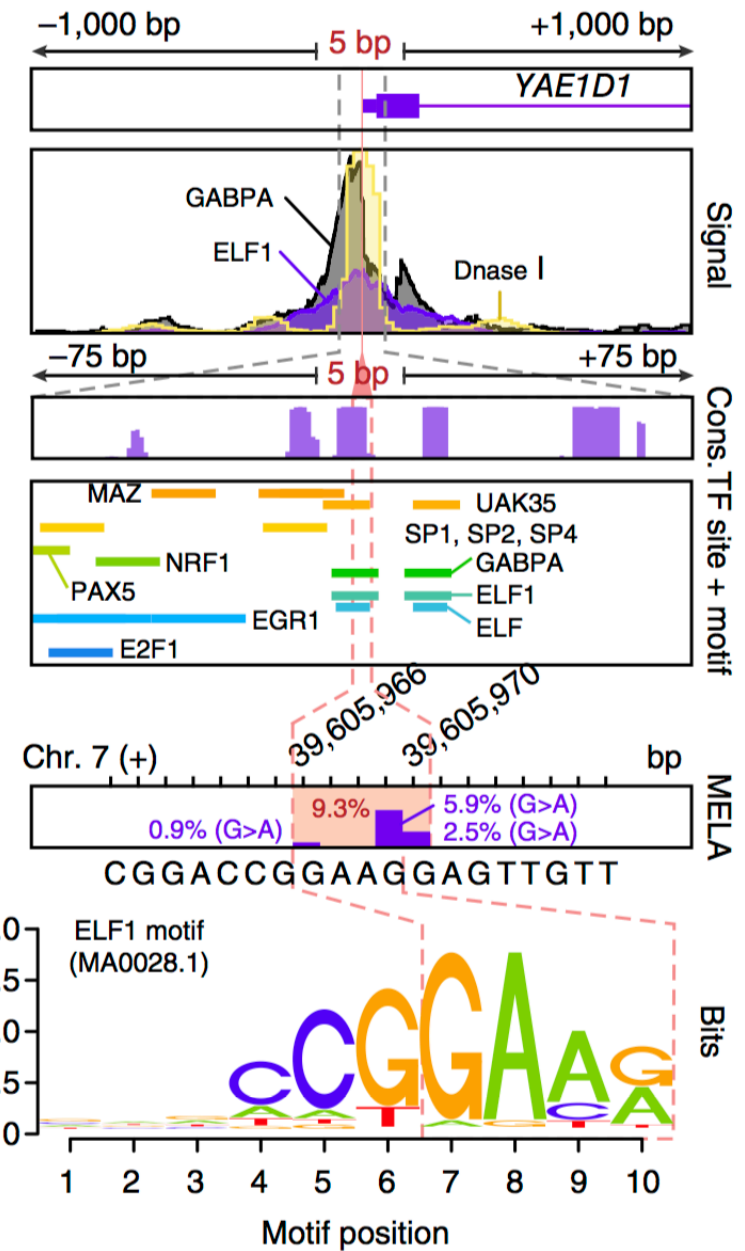 −1,000 bp 5 bp +1,000 bp
YAE1D1
GABPA
ELF1
Dnase I
Signal
−75 bp 5 bp +75 bp
Cons.
MAZ
UAK35
SP1, SP2, SP4
NRF1
GABPA
PAX5
ELF1
EGR1
ELF
E2F1
TF site + motif
39,605,966 39,605,970
Chr. 7 (+) bp
9.3% 5.9% (G>A)
0.9% (G>A) 2.5% (G>A)
MELA
CGGACCGGAAGGAGTTGTT
ELF1 motif
(MA0028.1)
.0
.5
.0
.5
0
Bits
C C G G A A G
A A T A G C A
T T T
1 2 3 4 5 6 7 8 9 10
Motif position